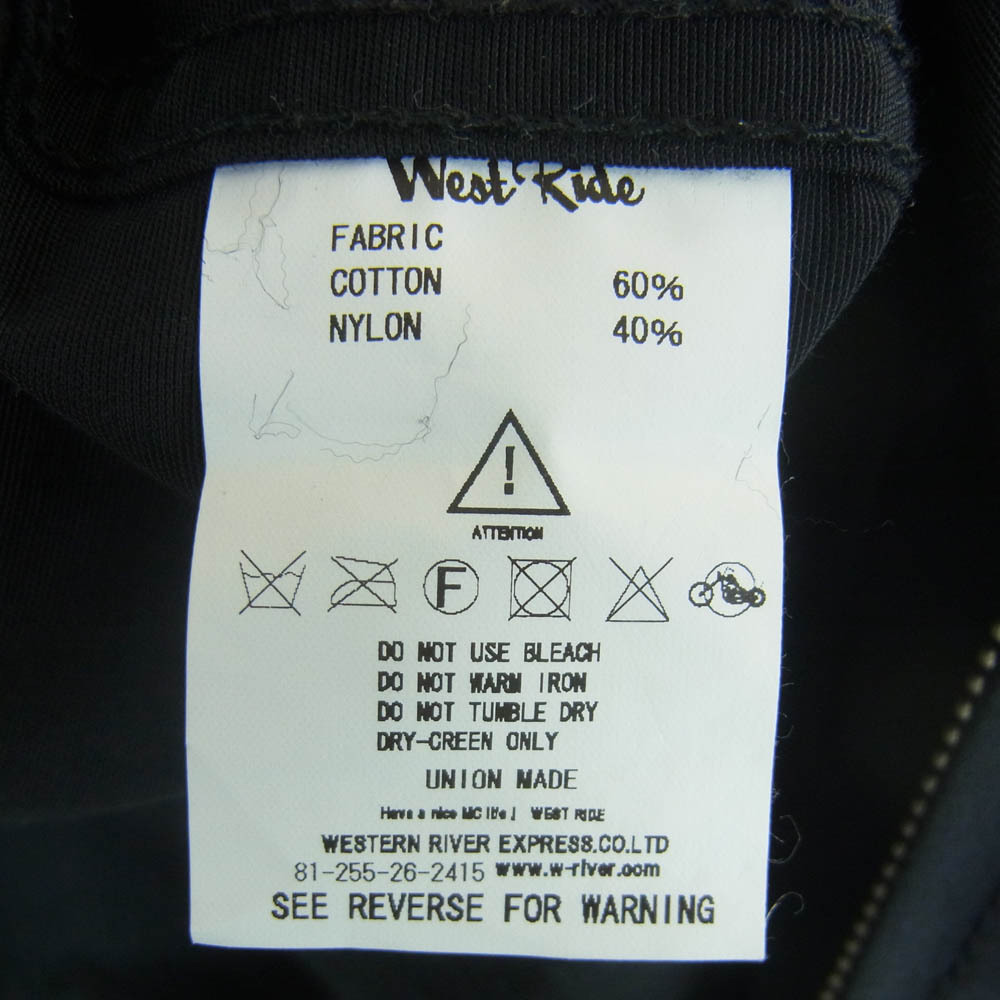 West Ride
FABRIC
COTTON 60%
NYLON 40%
!
ATTENTION
F
DO NOT USE BLEACH
DO NOT WARM IRON
DO NOT TUMBLE DRY
DRY-CREEN ONLY
UNION MADE
Have a nice MC life! WEST RIDE
WESTERN RIVER EXPRESS.CO.LTD
81-255-26-2415 www.w-river.com
SEE REVERSE FOR WARNING